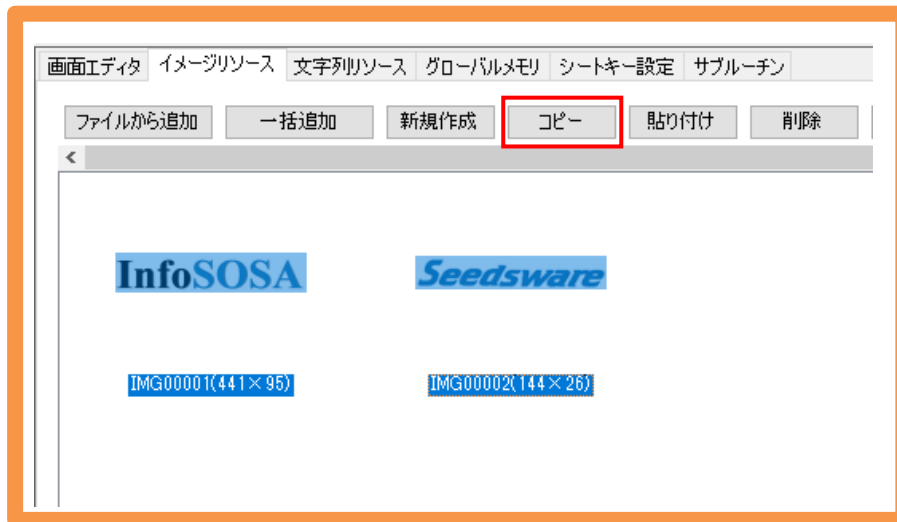 画面エディタ イメージリソース 文字列リソース グローバルメモリ シートキー設定 サブルーチン
ファイルから追加 一括追加 新規作成 コピー 貼り付け 削除
InfoSOSA Seedsware
IMG00001(441×95) IMG00002(144×26)